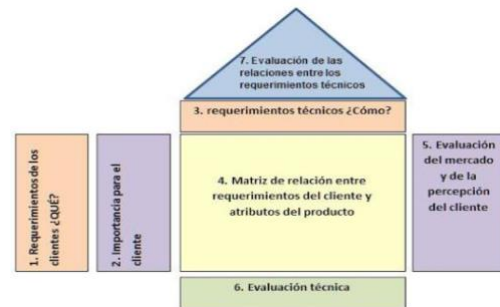 7. Evaluación de las
relaciones entre los
requerimientos técnicos
3. requerimientos técnicos ¿Cómo?
1. Requerimientos de los
clientes ¿QUÉ?
2. Importancia para el
cliente
4. Matriz de relación entre
requerimientos del cliente y
atributos del producto
5. Evaluación
del mercado
y de la
percepción
del cliente
6. Evaluación técnica